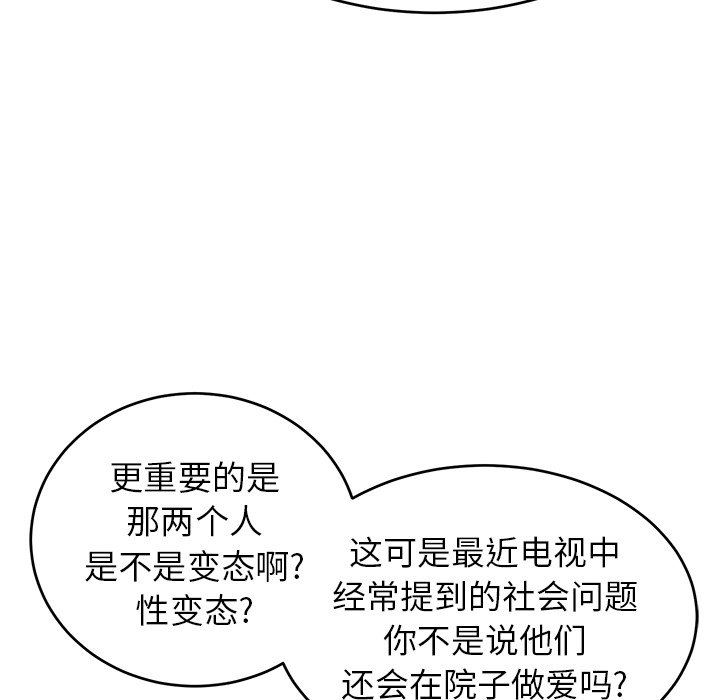 更重要的是
那两个人
是不是变态啊?
性变态?
这可是最近电视中
经常提到的社会问题
你不是说他们
还会在院子做爱吗?